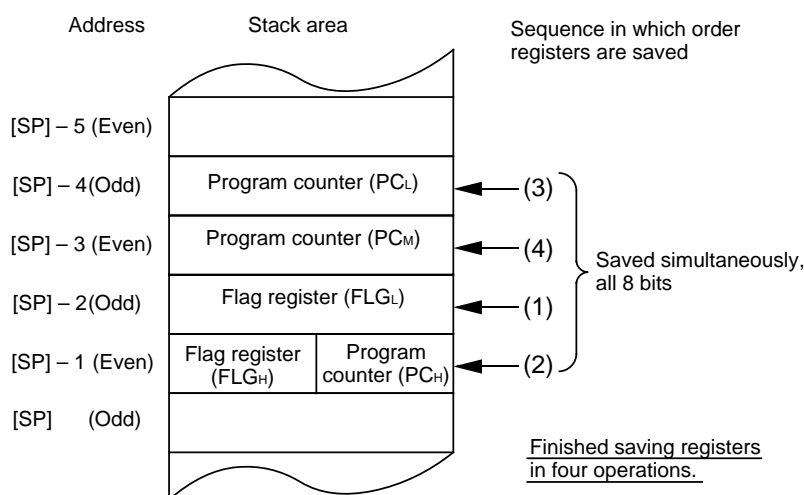 Address
Stack area
Sequence in which order
registers are saved
[SP] – 5 (Even)
[SP] – 4(Odd)
Program counter (PCL)
(3)
[SP] – 3 (Even)
Program counter (PCM)
(4)
Saved simultaneously,
all 8 bits
[SP] – 2(Odd)
Flag register (FLGL)
(1)
[SP] – 1 (Even)
Flag register
(FLGH)
Program
counter (PCH)
(2)
[SP] (Odd)
Finished saving registers
in four operations.